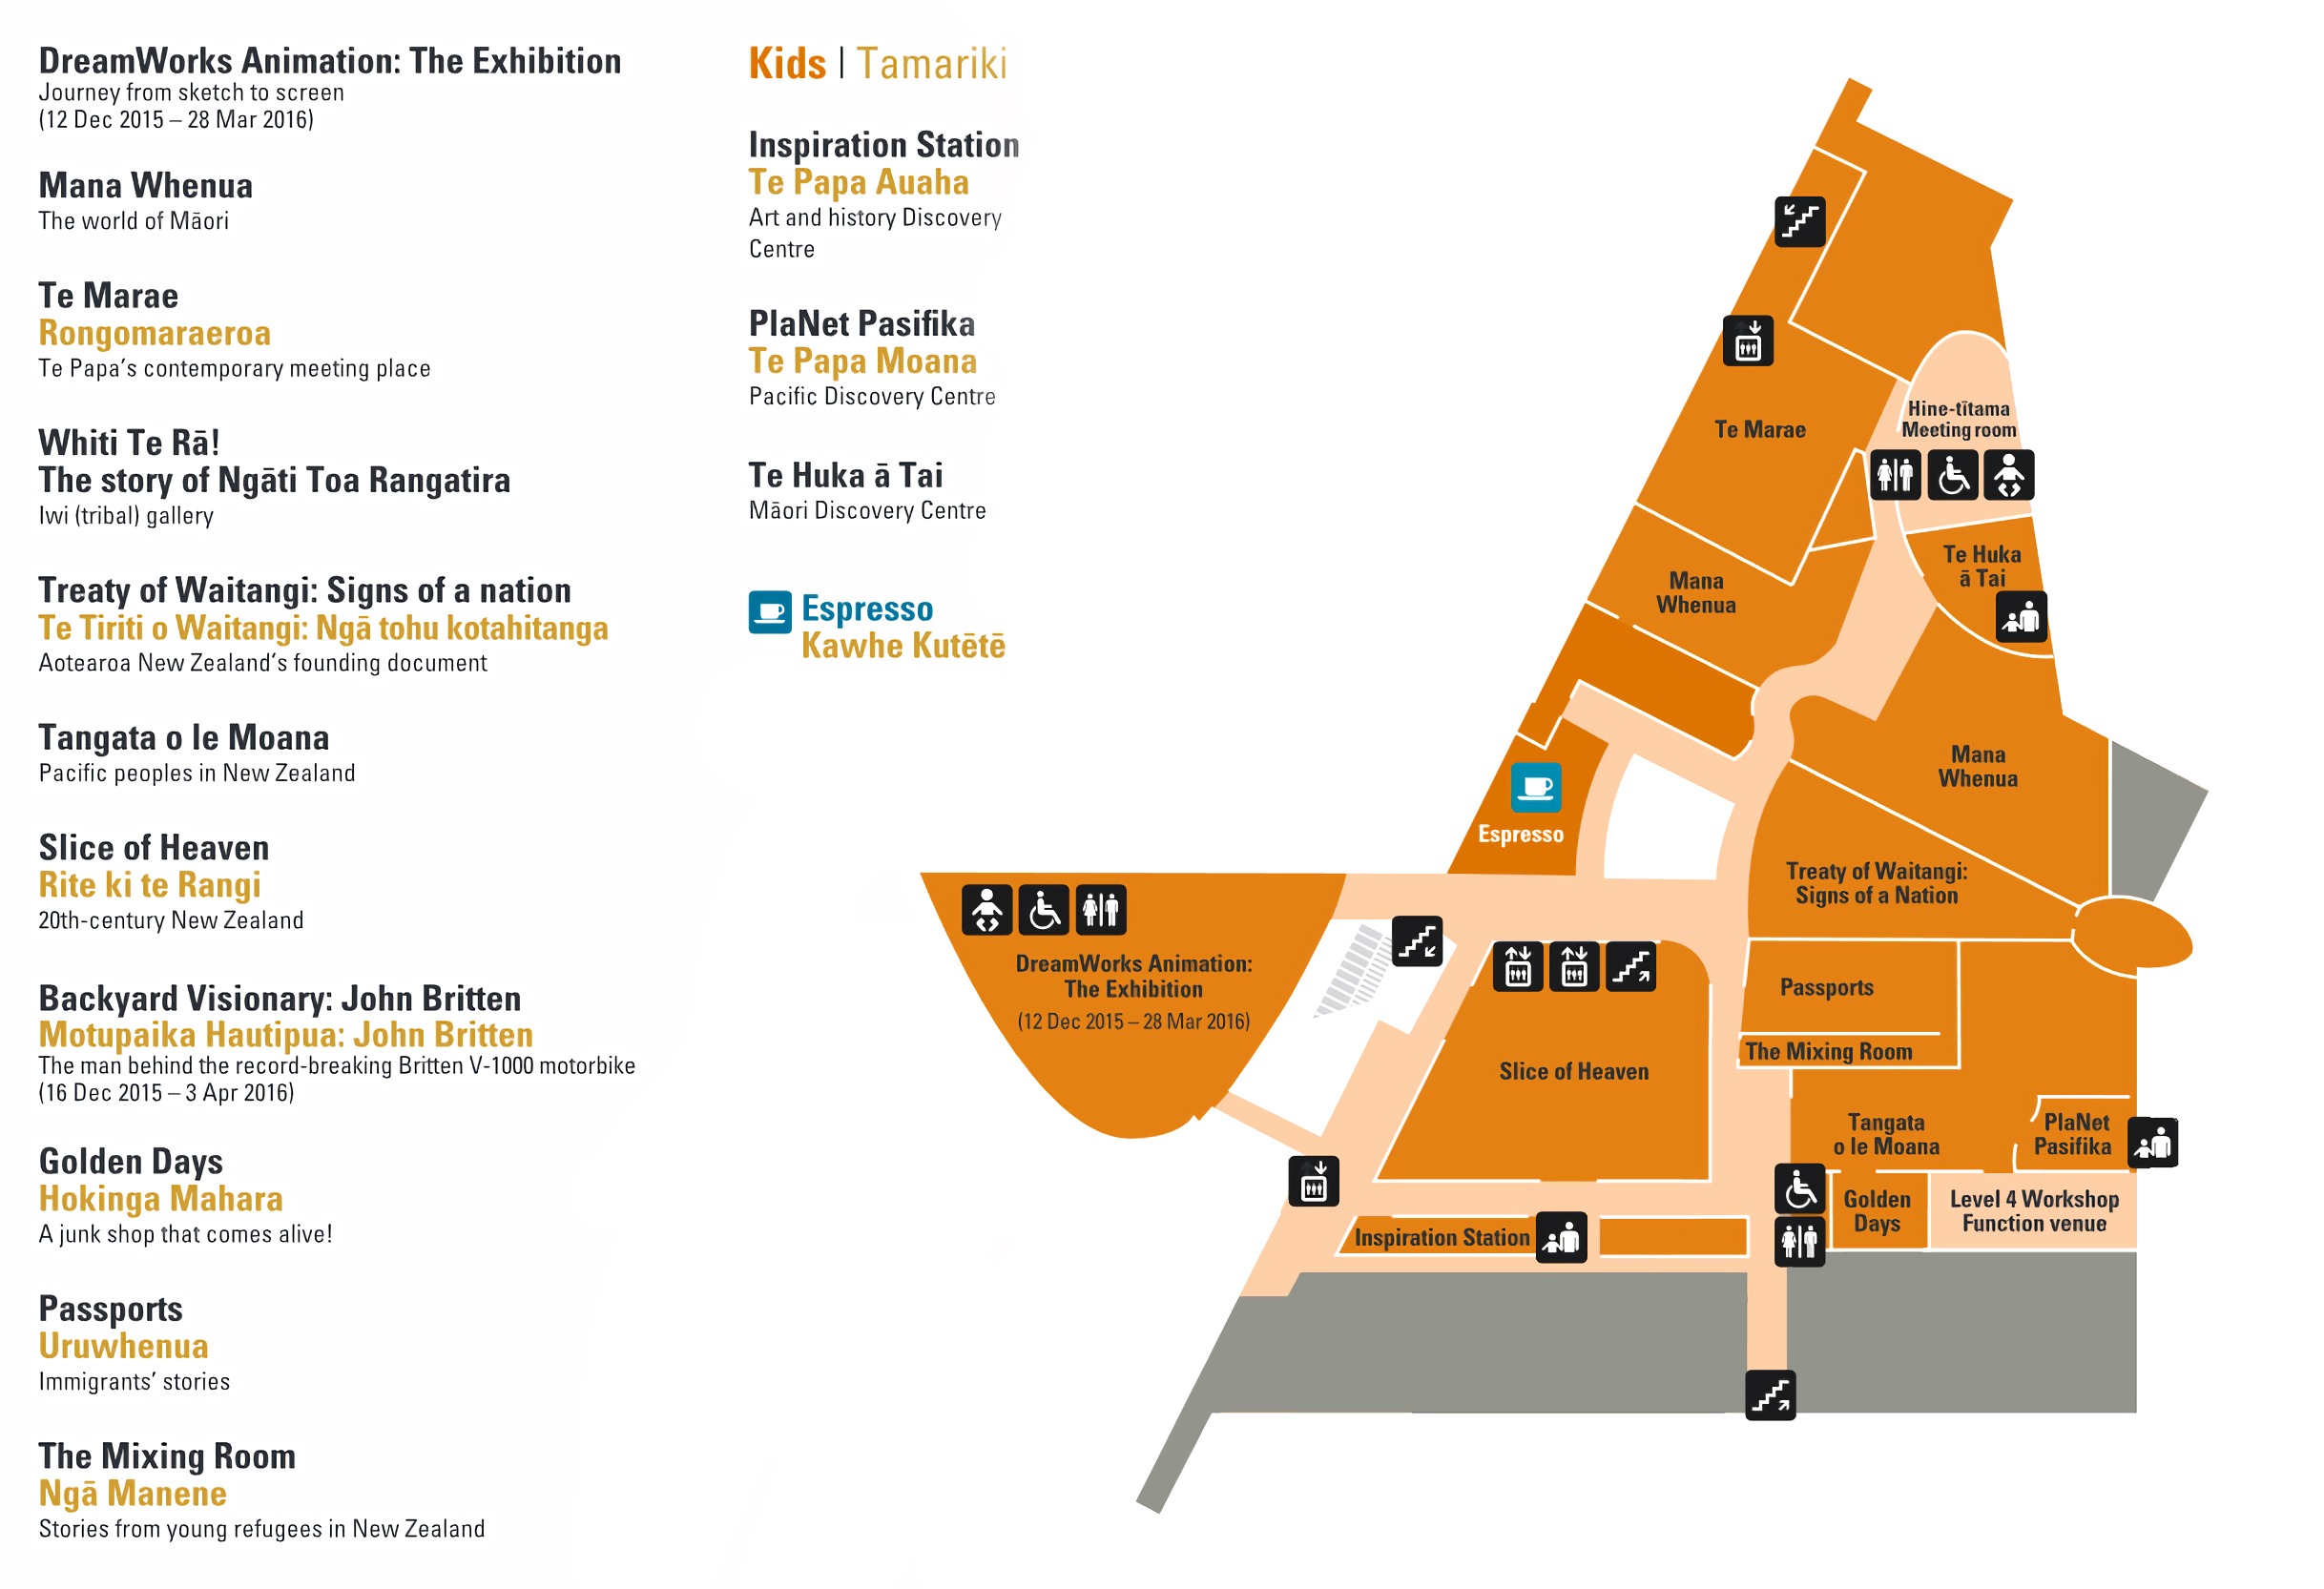 DreamWorks Animation: The Exhibition
Journey from sketch to screen
(12 Dec 2015 – 28 Mar 2016)
Mana Whenua
The world of Māori
Te Marae
Rongomaraeroa
Te Papa's contemporary meeting place
Whiti Te Rā!
The story of Ngāti Toa Rangatira
Iwi (tribal) gallery
Treaty of Waitangi: Signs of a nation
Te Tiriti o Waitangi: Ngā tohu kotahitanga
Aotearoa New Zealand's founding document
Tangata o le Moana
Pacific peoples in New Zealand
Slice of Heaven
Rite ki te Rangi
20th-century New Zealand
Backyard Visionary: John Britten
Motupaika Hautipua: John Britten
The man behind the record-breaking Britten V-1000 motorbike
(16 Dec 2015 – 3 Apr 2016)
Golden Days
Hokinga Mahara
A junk shop that comes alive!
Passports
Uruwhenua
Immigrants' stories
The Mixing Room
Ngā Manene
Stories from young refugees in New Zealand
Kids | Tamariki
Inspiration Station
Te Papa Auaha
Art and history Discovery
Centre
PlaNet Pasifika
Te Papa Moana
Pacific Discovery Centre
Te Huka ā Tai
Māori Discovery Centre
Espresso
Kawhe Kutētē
Te Marae
Hine-tītama
Meeting room
Te Huka
ā Tai
Mana
Whenua
Mana
Whenua
Espresso
Treaty of Waitangi:
Signs of a Nation
DreamWorks Animation:
The Exhibition
(12 Dec 2015 – 28 Mar 2016)
Passports
The Mixing Room
Slice of Heaven
Tangata
o le Moana
PlaNet
Pasifika
Golden
Days
Level 4 Workshop
Function venue
Inspiration Station